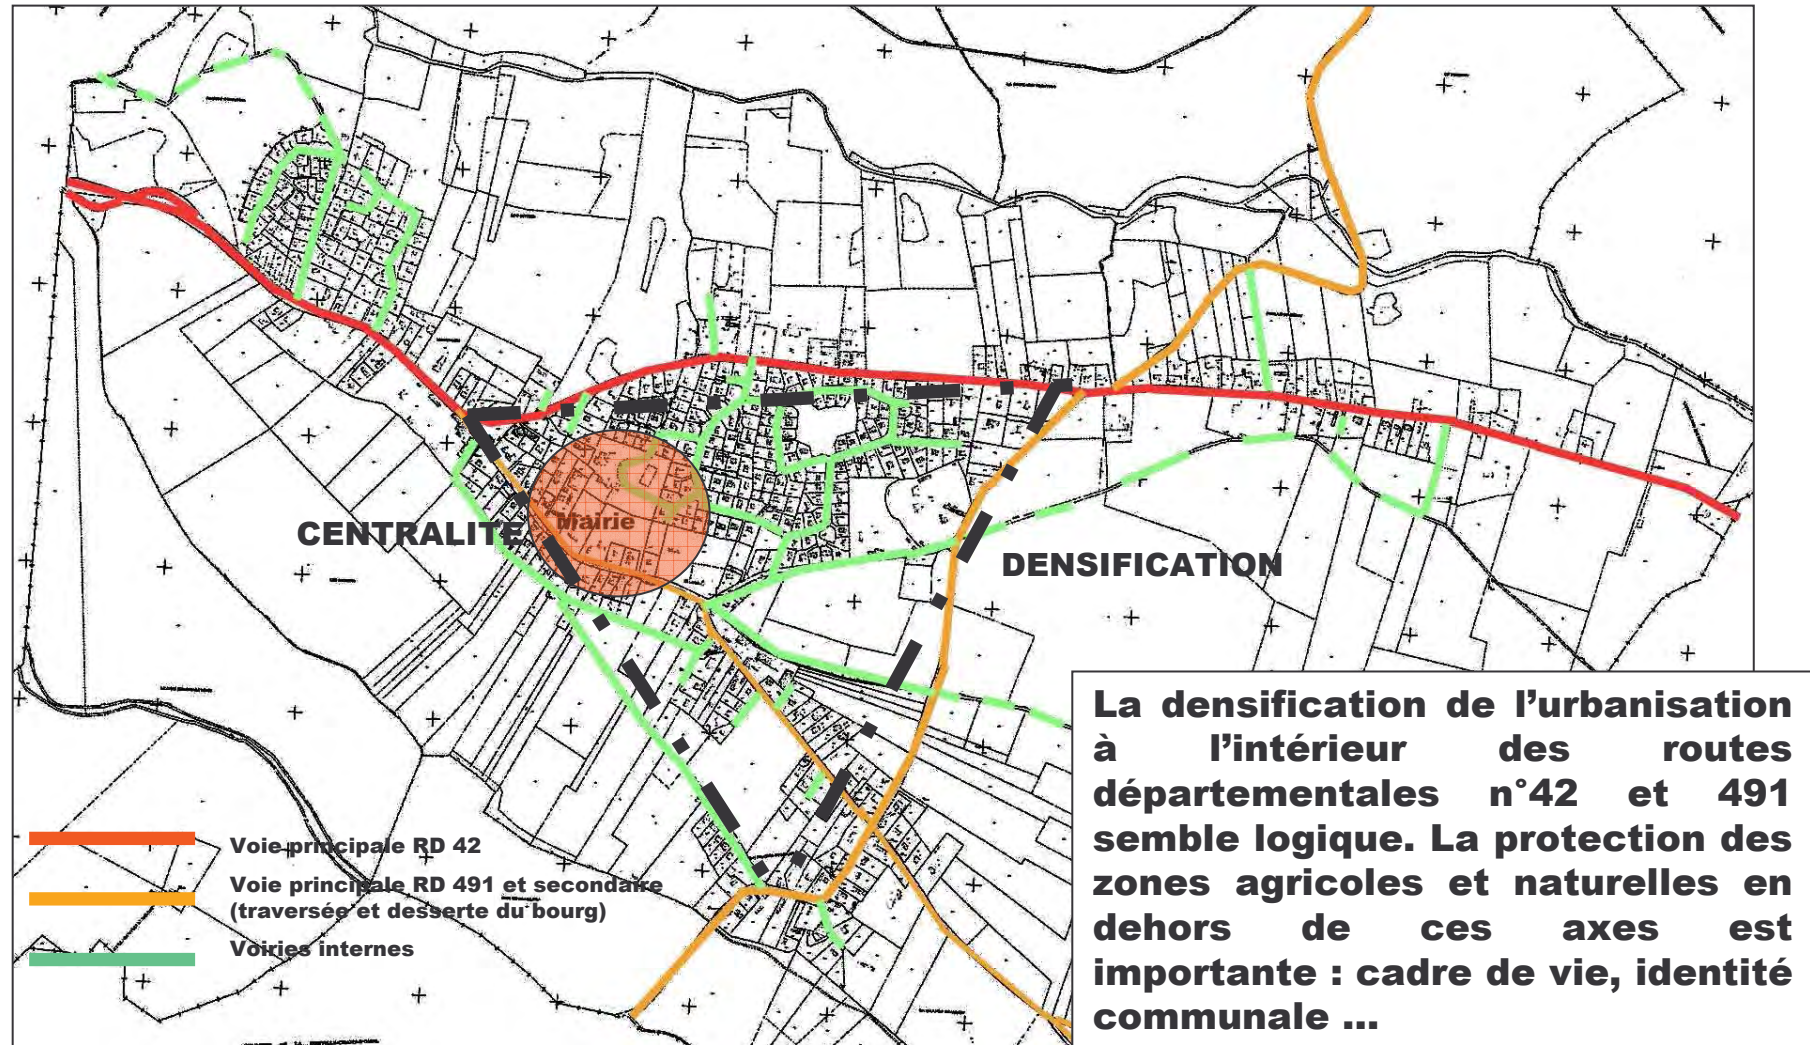 CENTRALITE
Mairie
DENSIFICATION
Voie principale RD 42
Voie principale RD 491 et secondaire
(traversée et desserte du bourg)
Voiries internes
La densification de l’urbanisation
à l’intérieur des routes
départementales n°42 et 491
semble logique. La protection des
zones agricoles et naturelles en
dehors de ces axes est
importante : cadre de vie, identité
communale ...